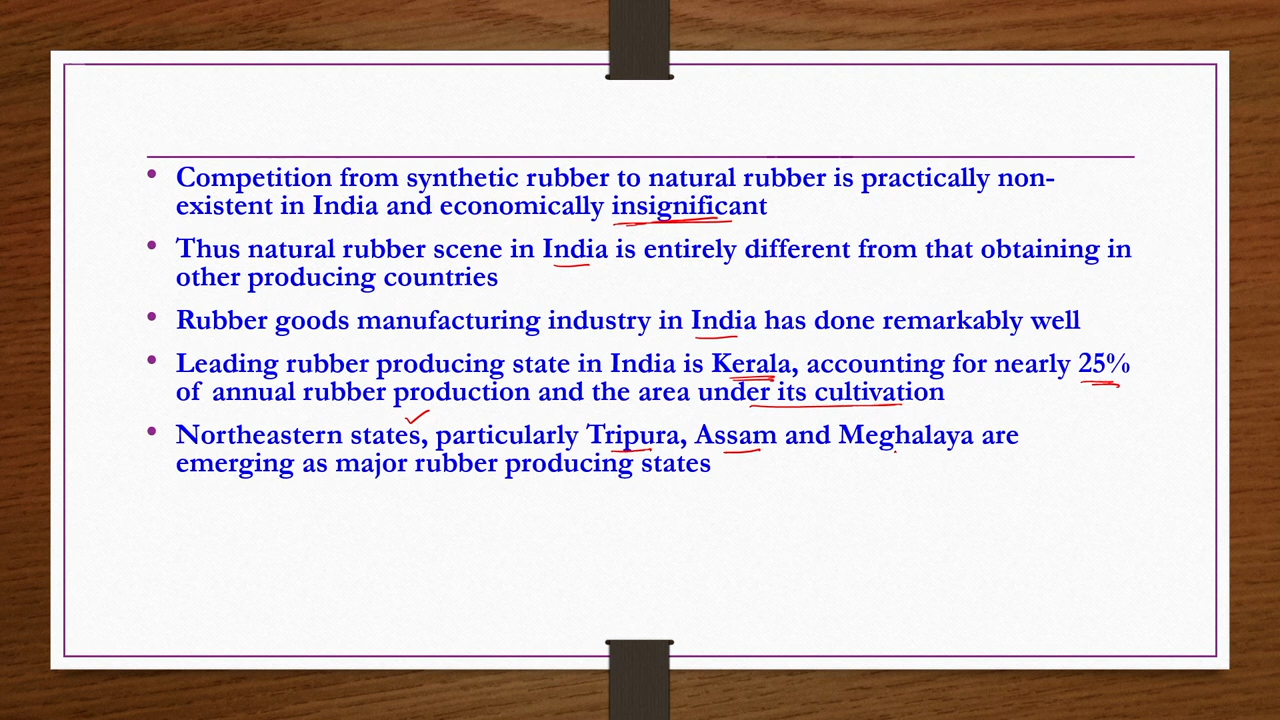 • Competition from synthetic rubber to natural rubber is practically non-
existent in India and economically insignificant
• Thus natural rubber scene in India is entirely different from that obtaining in
other producing countries
• Rubber goods manufacturing industry in India has done remarkably well
• Leading rubber producing state in India is Kerala, accounting for nearly 25%
of annual rubber production and the area under its cultivation
• Northeastern states, particularly Tripura, Assam and Meghalaya are
emerging as major rubber producing states